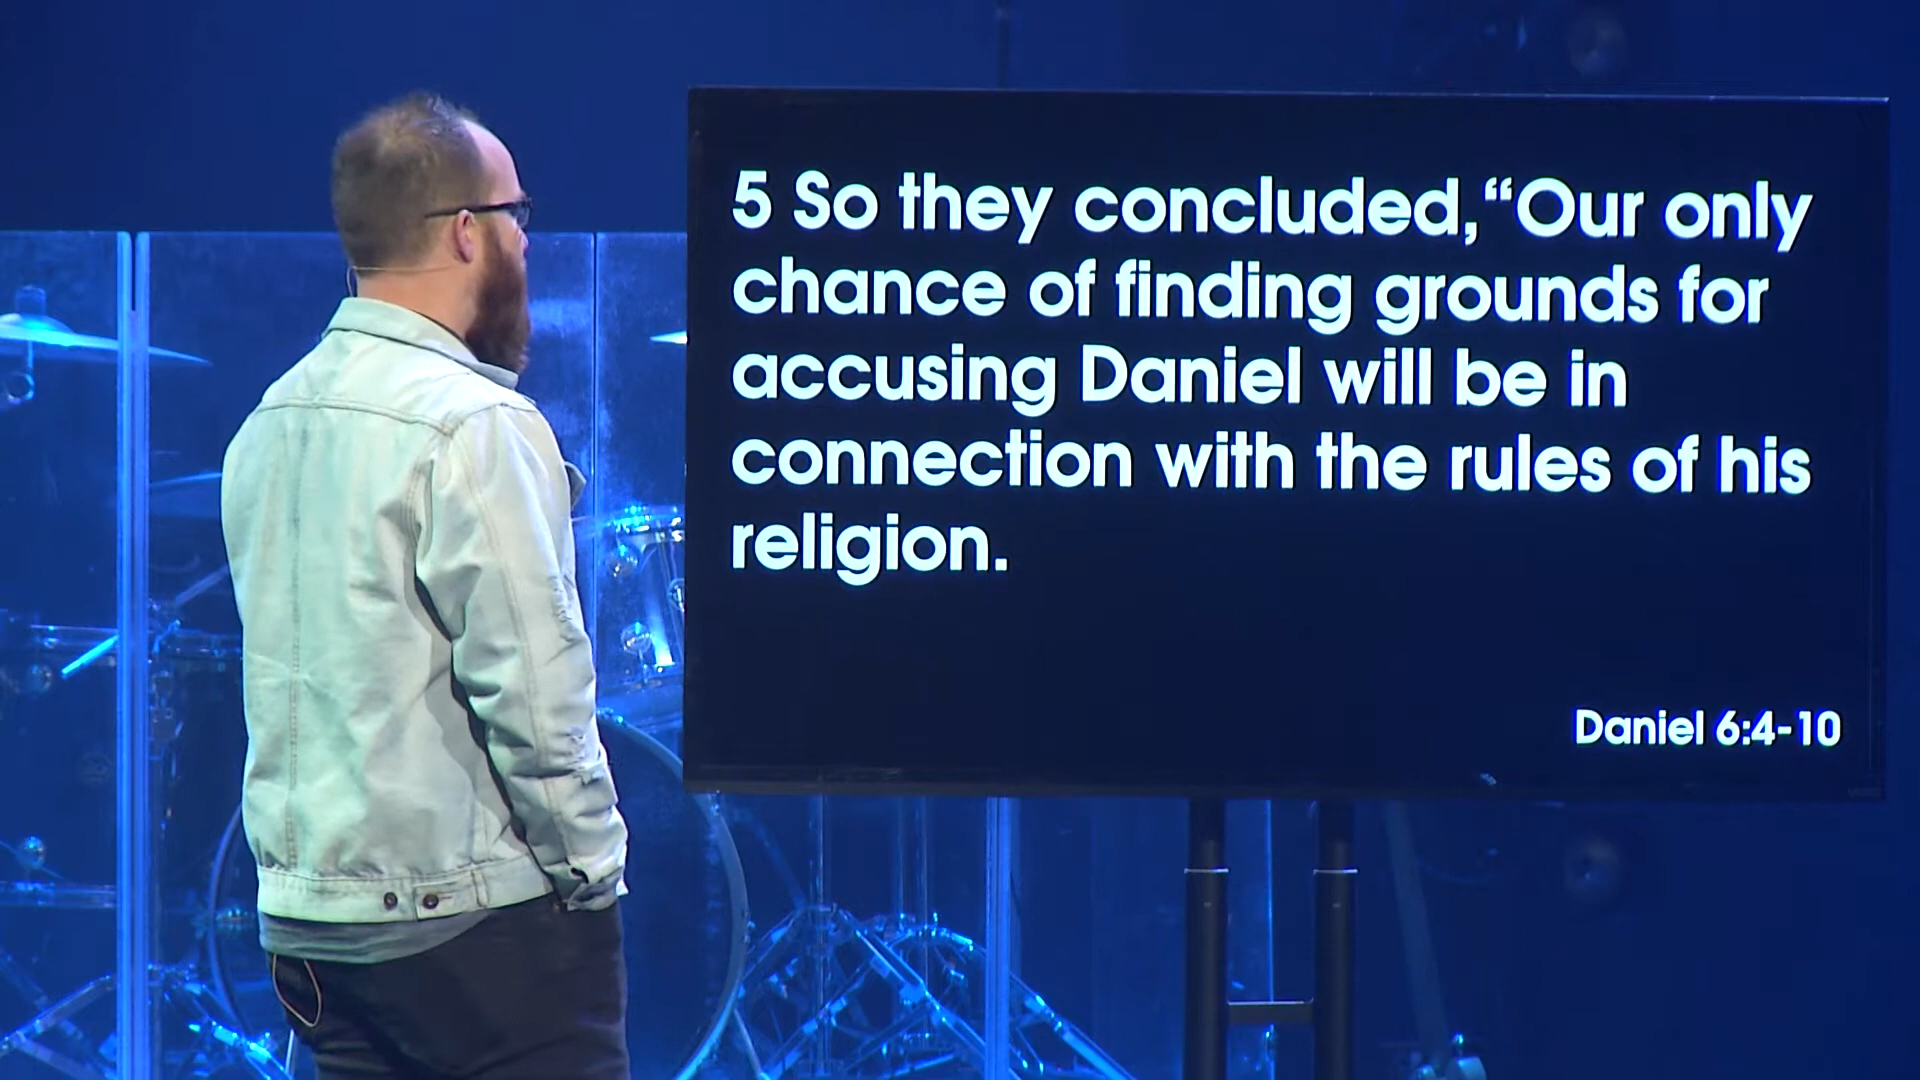 5 So they concluded, “Our only
chance of finding grounds for
accusing Daniel will be in
connection with the rules of his
religion.
Daniel 6:4-10